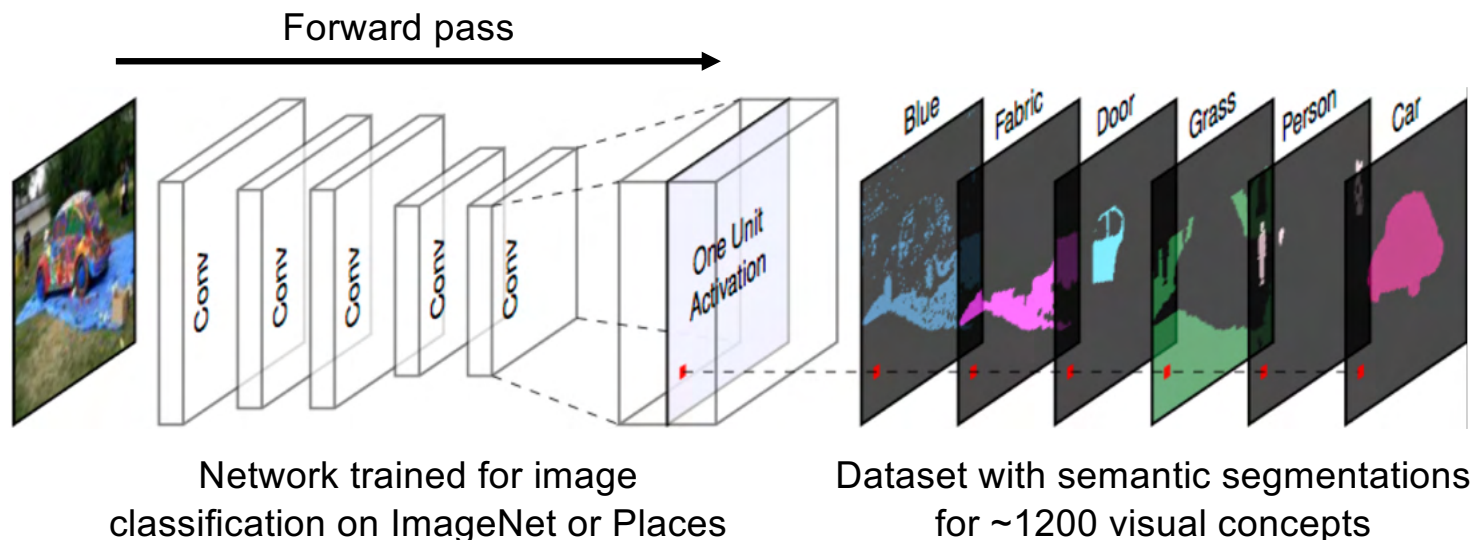 Forward pass
Blue
Fabric
Door
Grass
Person
Car
Conv
Conv
Conv
Conv
Conv
One Unit
Activation
Network trained for image
classification on ImageNet or Places
Dataset with semantic segmentations
for ~1200 visual concepts